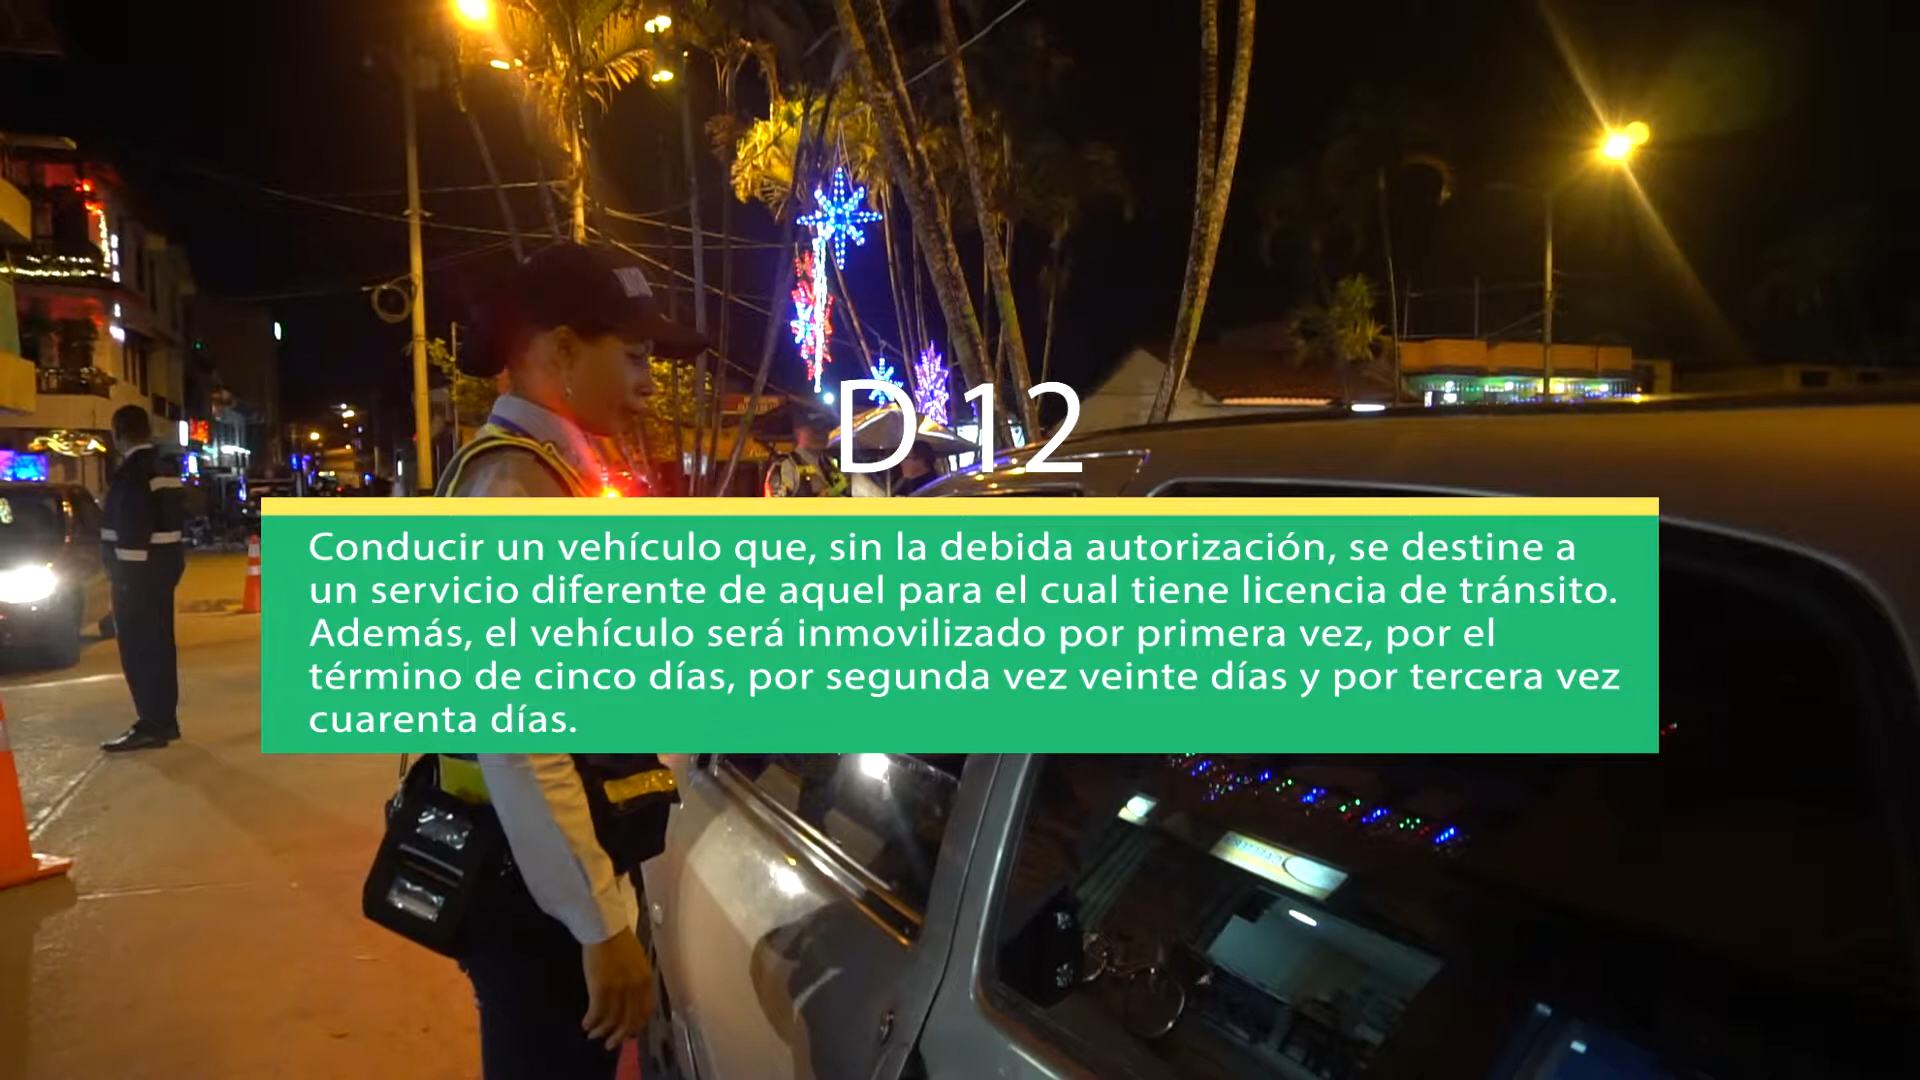 D 12
Conducir un vehículo que, sin la debida autorización, se destine a
un servicio diferente de aquel para el cual tiene licencia de tránsito.
Además, el vehículo será inmovilizado por primera vez, por el
término de cinco días, por segunda vez veinte días y por tercera vez
cuarenta días.